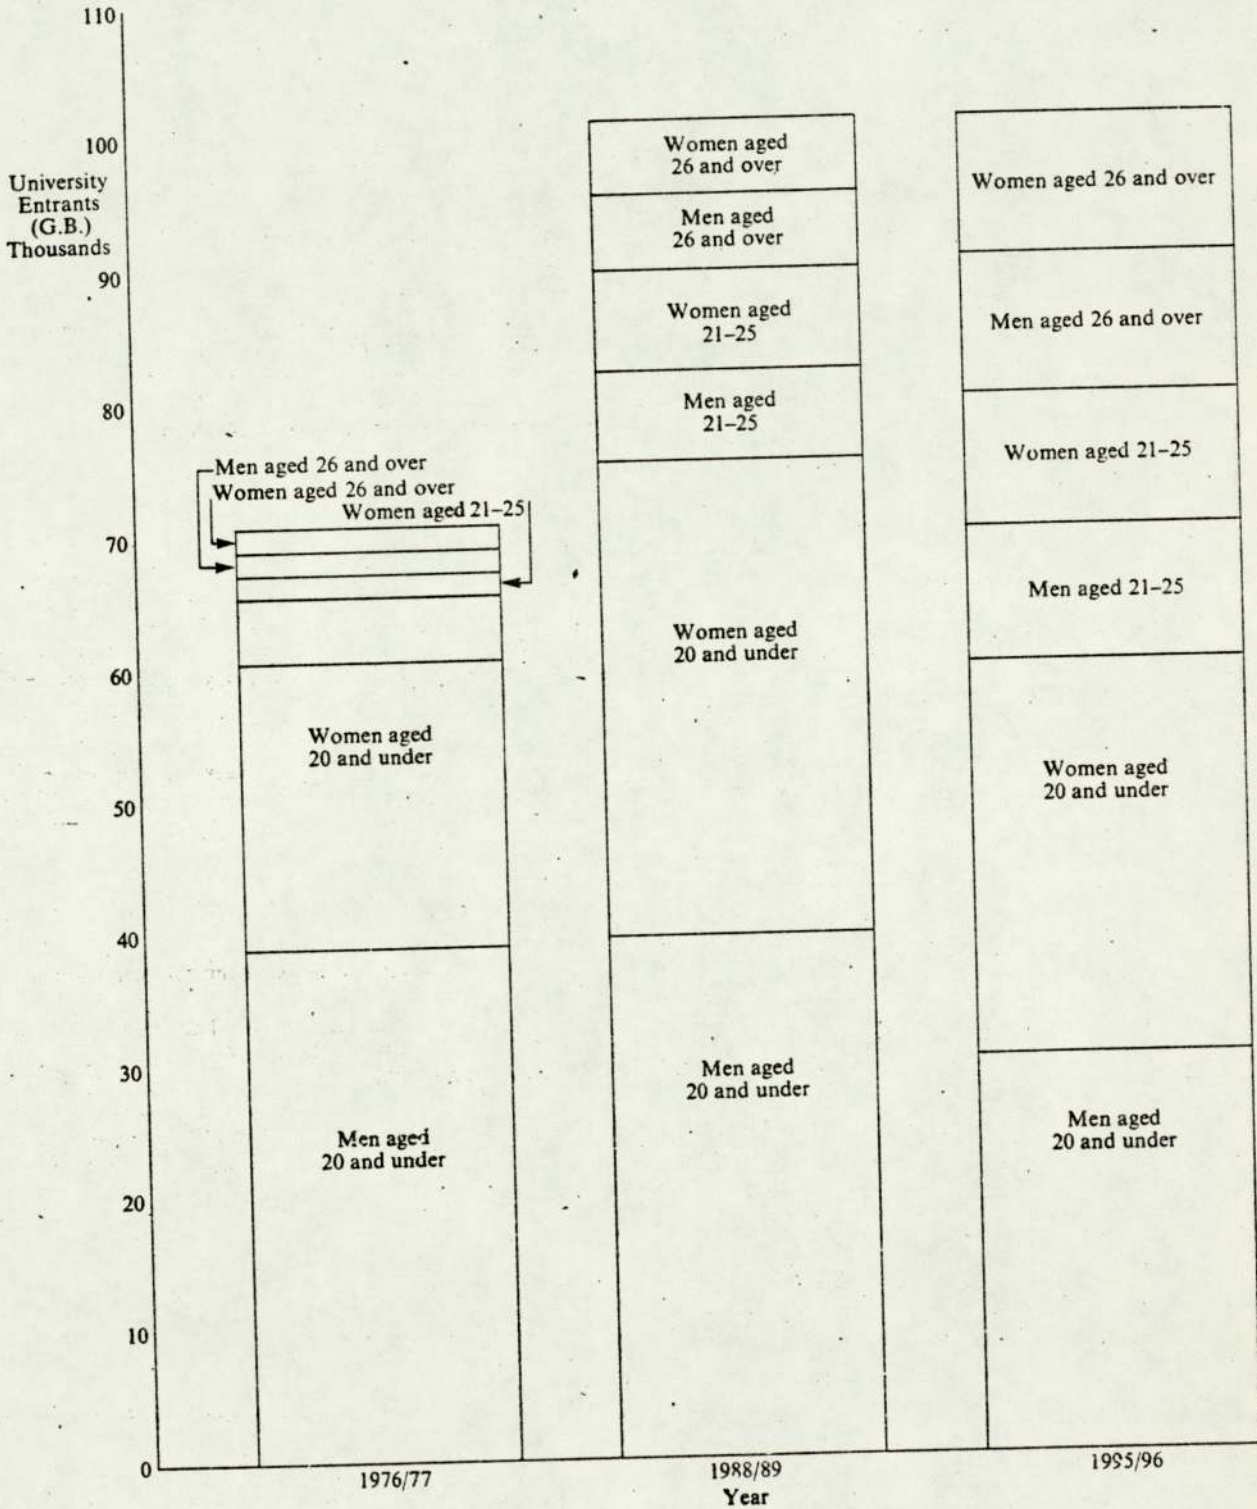 110
100
University
Entrants
(G.B.)
Thousands
90
80
70
60
50
40
30
20
10
0
Men aged 26 and over
Women aged 26 and over
Women aged 21–25
Women aged
20 and under
Men aged
20 and under
1976/77
Women aged
26 and over
Men aged
26 and over
Women aged
21–25
Men aged
21–25
Women aged
20 and under
Men aged
20 and under
1988/89
Women aged 26 and over
Men aged 26 and over
Women aged 21–25
Men aged 21–25
Women aged
20 and under
Men aged
20 and under
1995/96
Year